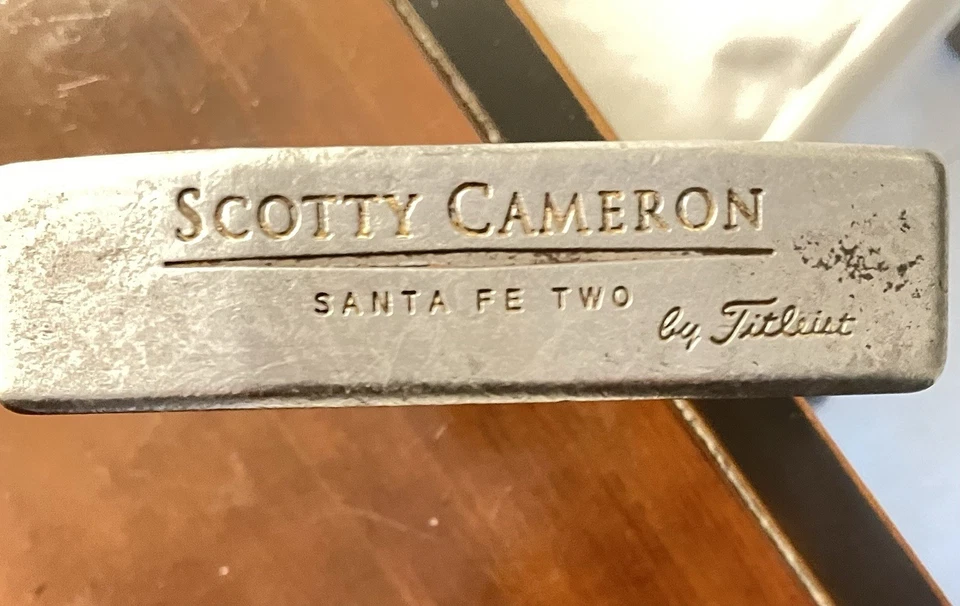 SCOTTY CAMERON
SANTA FE TWO
by Titleist